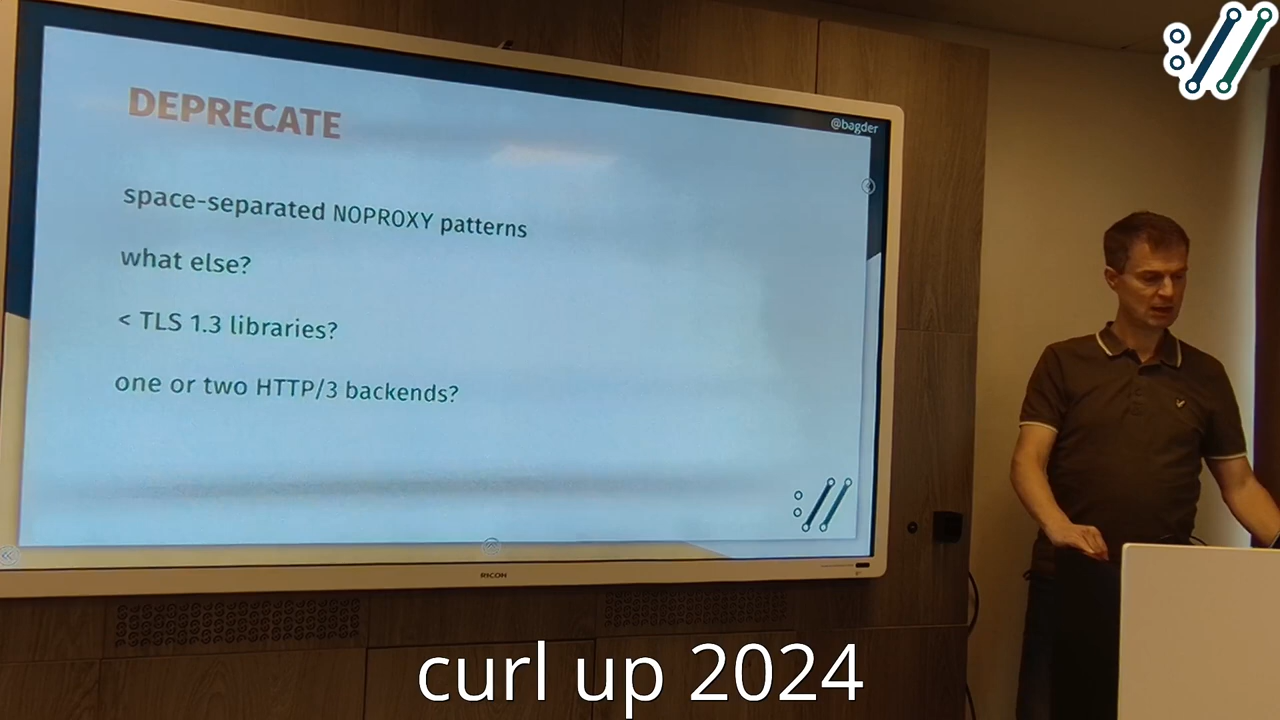 DEPRECATE
@bagder
space-separated NOPROXY patterns
what else?
< TLS 1.3 libraries?
one or two HTTP/3 backends?
RICOH
curl up 2024